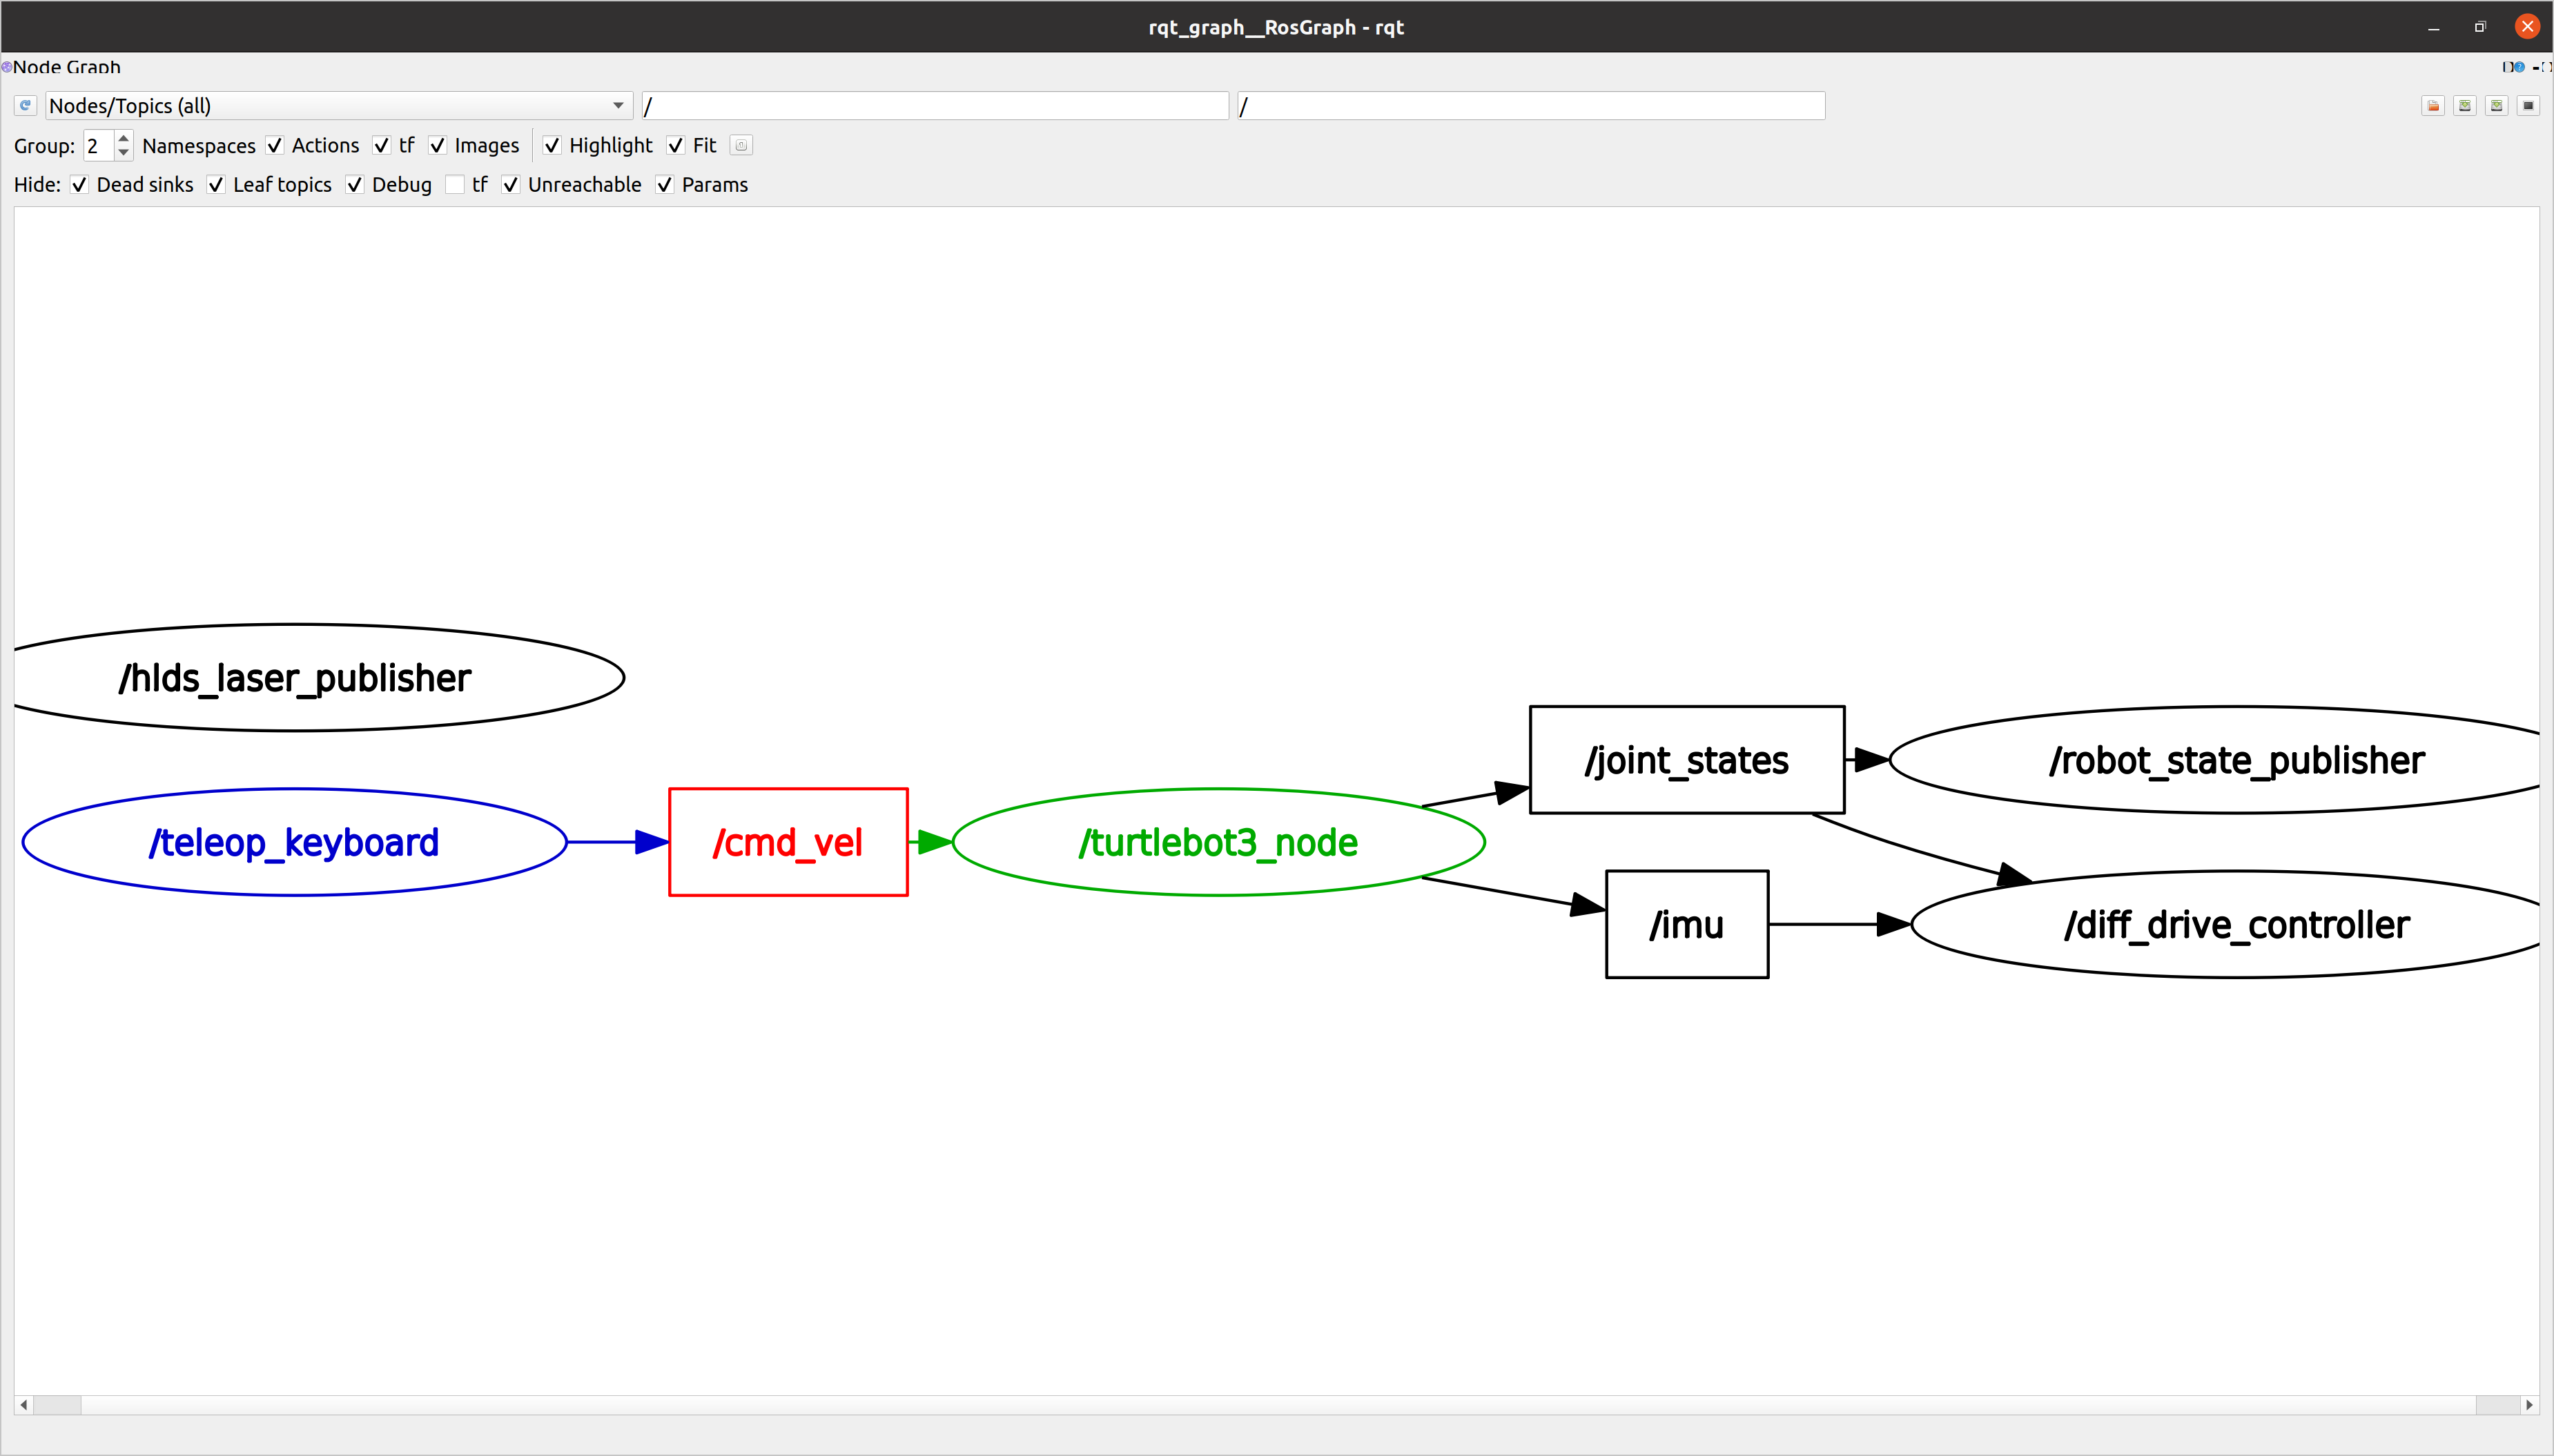 rqt_graph__RosGraph - rqt
Node Graph
Nodes/Topics (all) / /
Group: 2 Namespaces Actions tf Images Highlight Fit
Hide: Dead sinks Leaf topics Debug tf Unreachable Params
/hlds_laser_publisher
/joint_states /robot_state_publisher
/teleop_keyboard /cmd_vel /turtlebot3_node
/imu /diff_drive_controller